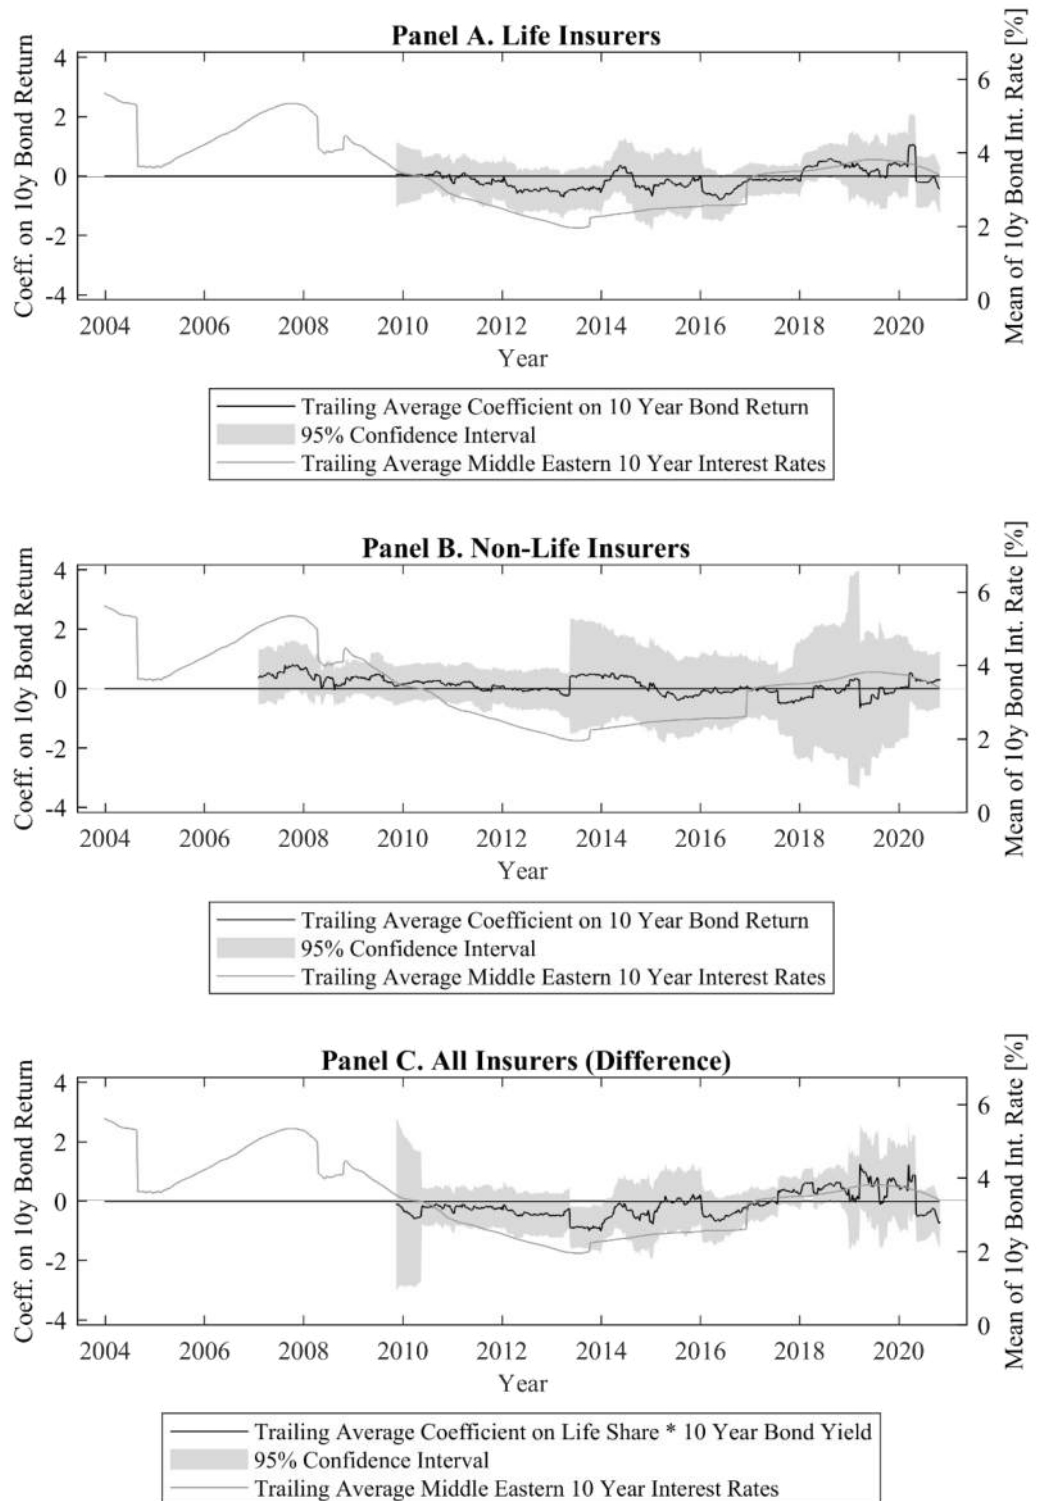 Panel A. Life Insurers
Coeff. on 10y Bond Return
4
2
0
-2
-4
Mean of 10y Bond Int. Rate [%]
6
4
2
0
2004 2006 2008 2010 2012 2014 2016 2018 2020
Year
Trailing Average Coefficient on 10 Year Bond Return
95% Confidence Interval
Trailing Average Middle Eastern 10 Year Interest Rates
Panel B. Non-Life Insurers
Coeff. on 10y Bond Return
4
2
0
-2
-4
Mean of 10y Bond Int. Rate [%]
6
4
2
0
2004 2006 2008 2010 2012 2014 2016 2018 2020
Year
Trailing Average Coefficient on 10 Year Bond Return
95% Confidence Interval
Trailing Average Middle Eastern 10 Year Interest Rates
Panel C. All Insurers (Difference)
Coeff. on 10y Bond Return
4
2
0
-2
-4
Mean of 10y Bond Int. Rate [%]
6
4
2
0
2004 2006 2008 2010 2012 2014 2016 2018 2020
Year
Trailing Average Coefficient on Life Share * 10 Year Bond Yield
95% Confidence Interval
Trailing Average Middle Eastern 10 Year Interest Rates